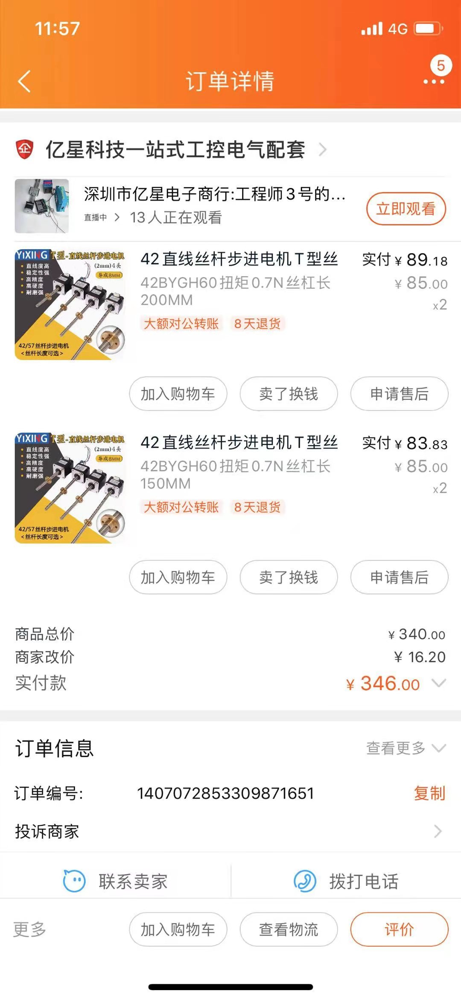 11:57
4G
5
订单详情
企 亿星科技一站式工控电气配套
深圳市亿星电子商行:工程师3号的...
直播中 > 13人正在观看
立即观看
YIXING T型-直线丝杆步进电机
(2mm)4头
导成8MM
直线度高
稳定性强
高精度
高硬度
耐磨强
42/57丝杆步进电机
<丝杆长度可选>
42直线丝杆步进电机T型丝
实付¥89.18
42BYGH60扭矩0.7N丝杠长
¥85.00
200MM
x2
大额对公转账 8天退货
加入购物车 卖了换钱 申请售后
YIXING T型-直线丝杆步进电机
(2mm)4头
导成8MM
直线度高
稳定性强
高精度
高硬度
耐磨强
42/57丝杆步进电机
<丝杆长度可选>
42直线丝杆步进电机T型丝
实付¥83.83
42BYGH60扭矩0.7N丝杠长
¥85.00
150MM
x2
大额对公转账 8天退货
加入购物车 卖了换钱 申请售后
商品总价 ¥340.00
商家改价 ¥16.20
实付款 ¥346.00
订单信息 查看更多
订单编号: 1407072853309871651 复制
投诉商家
联系卖家 拨打电话
更多 加入购物车 查看物流 评价